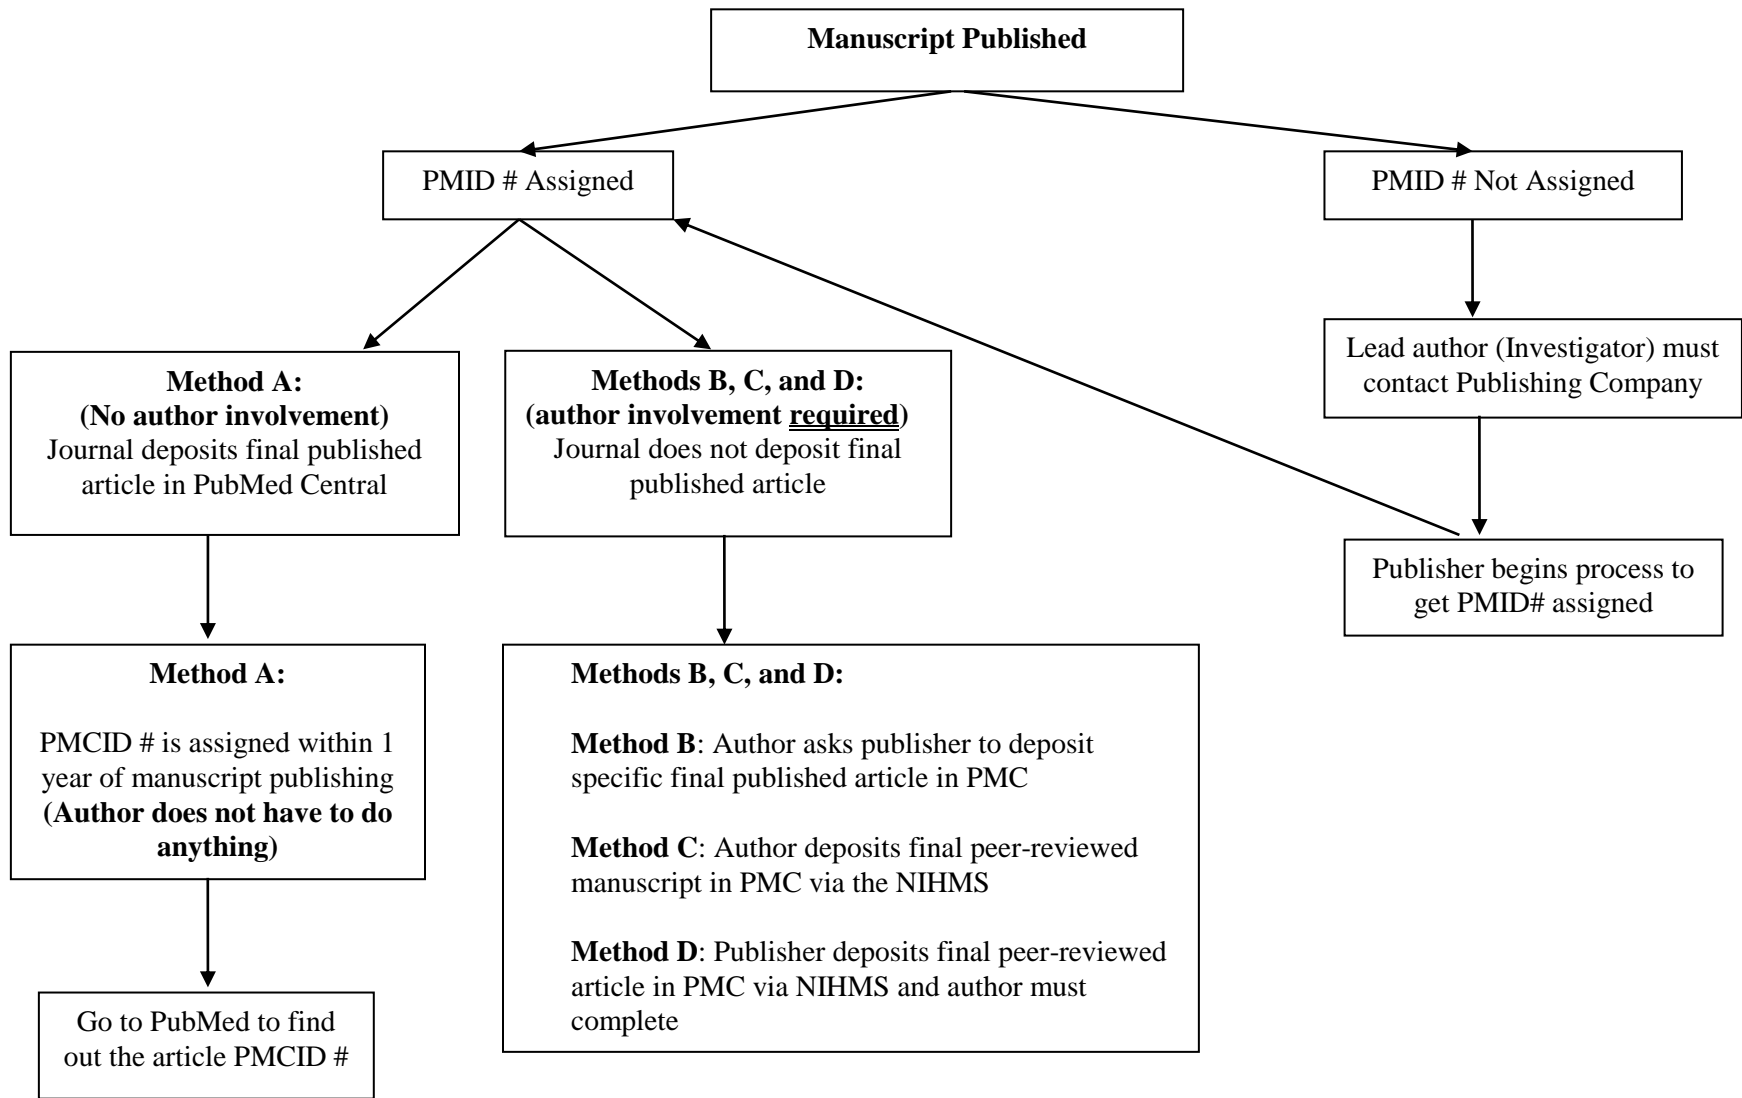 Manuscript Published
PMID # Assigned
PMID # Not Assigned
Method A:
(No author involvement)
Journal deposits final published
article in PubMed Central
Methods B, C, and D:
(author involvement required)
Journal does not deposit final
published article
Lead author (Investigator) must
contact Publishing Company
Publisher begins process to
get PMID# assigned
Method A:
PMCID # is assigned within 1
year of manuscript publishing
(Author does not have to do
anything)
Methods B, C, and D:
Method B: Author asks publisher to deposit
specific final published article in PMC
Method C: Author deposits final peer-reviewed
manuscript in PMC via the NIHMS
Method D: Publisher deposits final peer-reviewed
article in PMC via NIHMS and author must
complete
Go to PubMed to find
out the article PMCID #